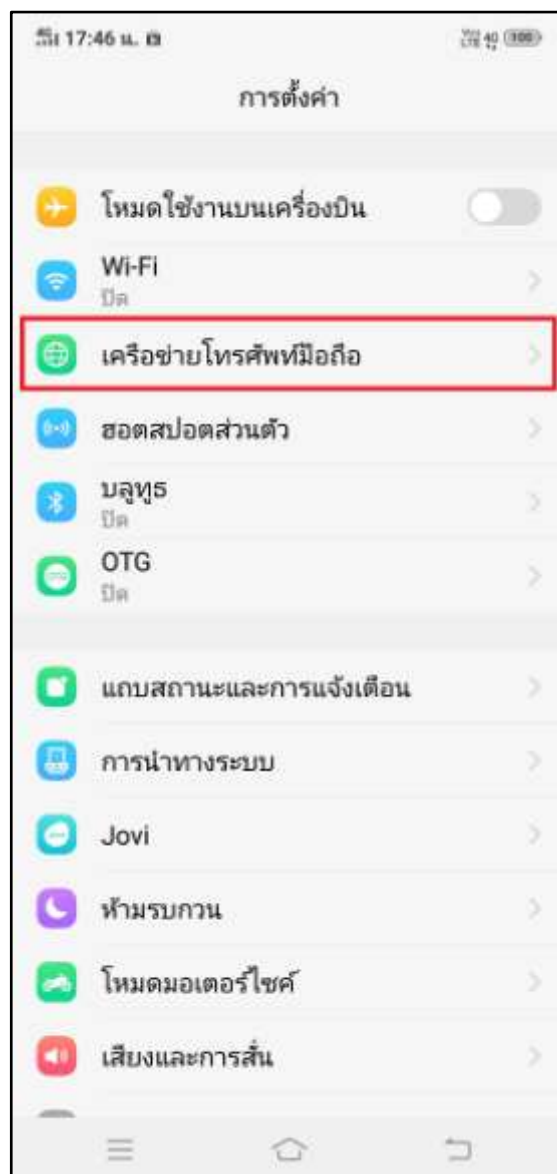 17:46 น.
การตั้งค่า
โหมดใช้งานบนเครื่องบิน
Wi-Fi
ปิด
เครือข่ายโทรศัพท์มือถือ
ฮอตสปอตส่วนตัว
บลูทูธ
ปิด
OTG
ปิด
แถบสถานะและการแจ้งเตือน
การนำทางระบบ
Jovi
ห้ามรบกวน
โหมดมอเตอร์ไซค์
เสียงและการสั่น